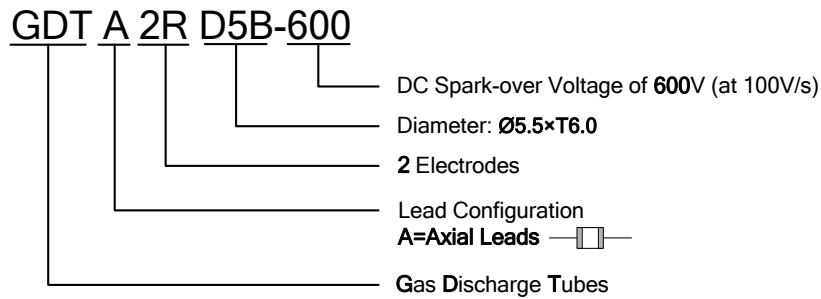 GDT A 2R D5B-600
DC Spark-over Voltage of 600V (at 100V/s)
Diameter: Ø5.5×T6.0
2 Electrodes
Lead Configuration
A=Axial Leads
Gas Discharge Tubes